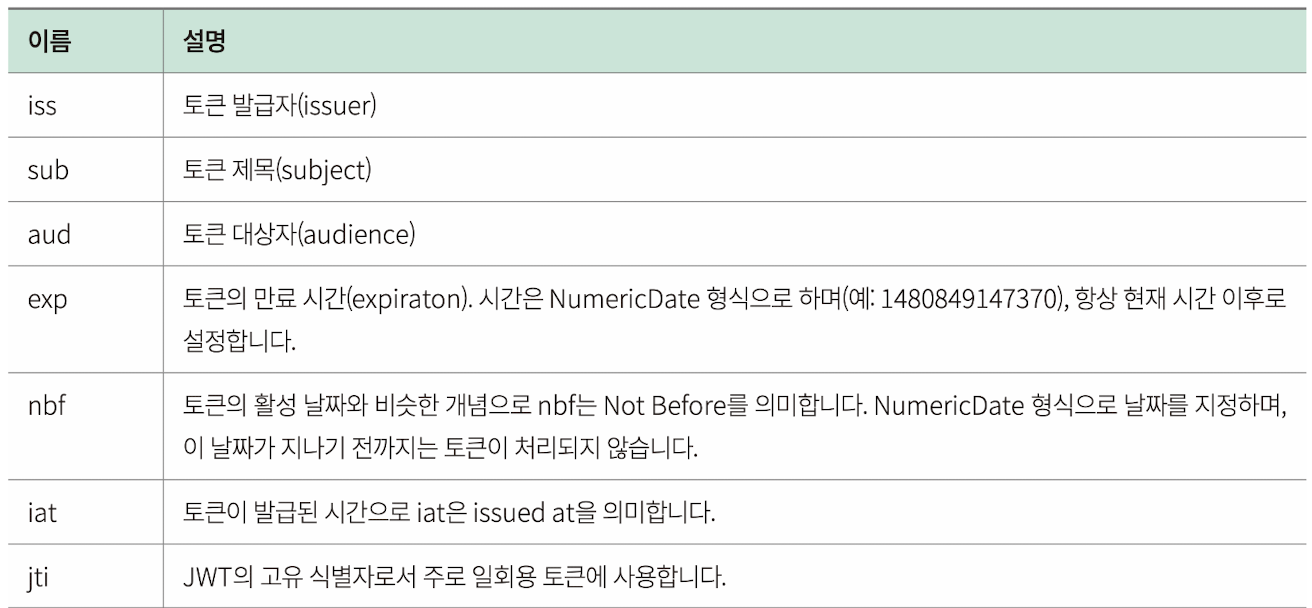 이름 설명
iss 토큰 발급자(issuer)
sub 토큰 제목(subject)
aud 토큰 대상자(audience)
exp 토큰의 만료 시간(expiraton). 시간은 NumericDate 형식으로 하며(예: 1480849147370), 항상 현재 시간 이후로
설정합니다.
nbf 토큰의 활성 날짜와 비슷한 개념으로 nbf는 Not Before를 의미합니다. NumericDate 형식으로 날짜를 지정하며,
이 날짜가 지나기 전까지는 토큰이 처리되지 않습니다.
iat 토큰이 발급된 시간으로 iat은 issued at을 의미합니다.
jti JWT의 고유 식별자로서 주로 일회용 토큰에 사용합니다.